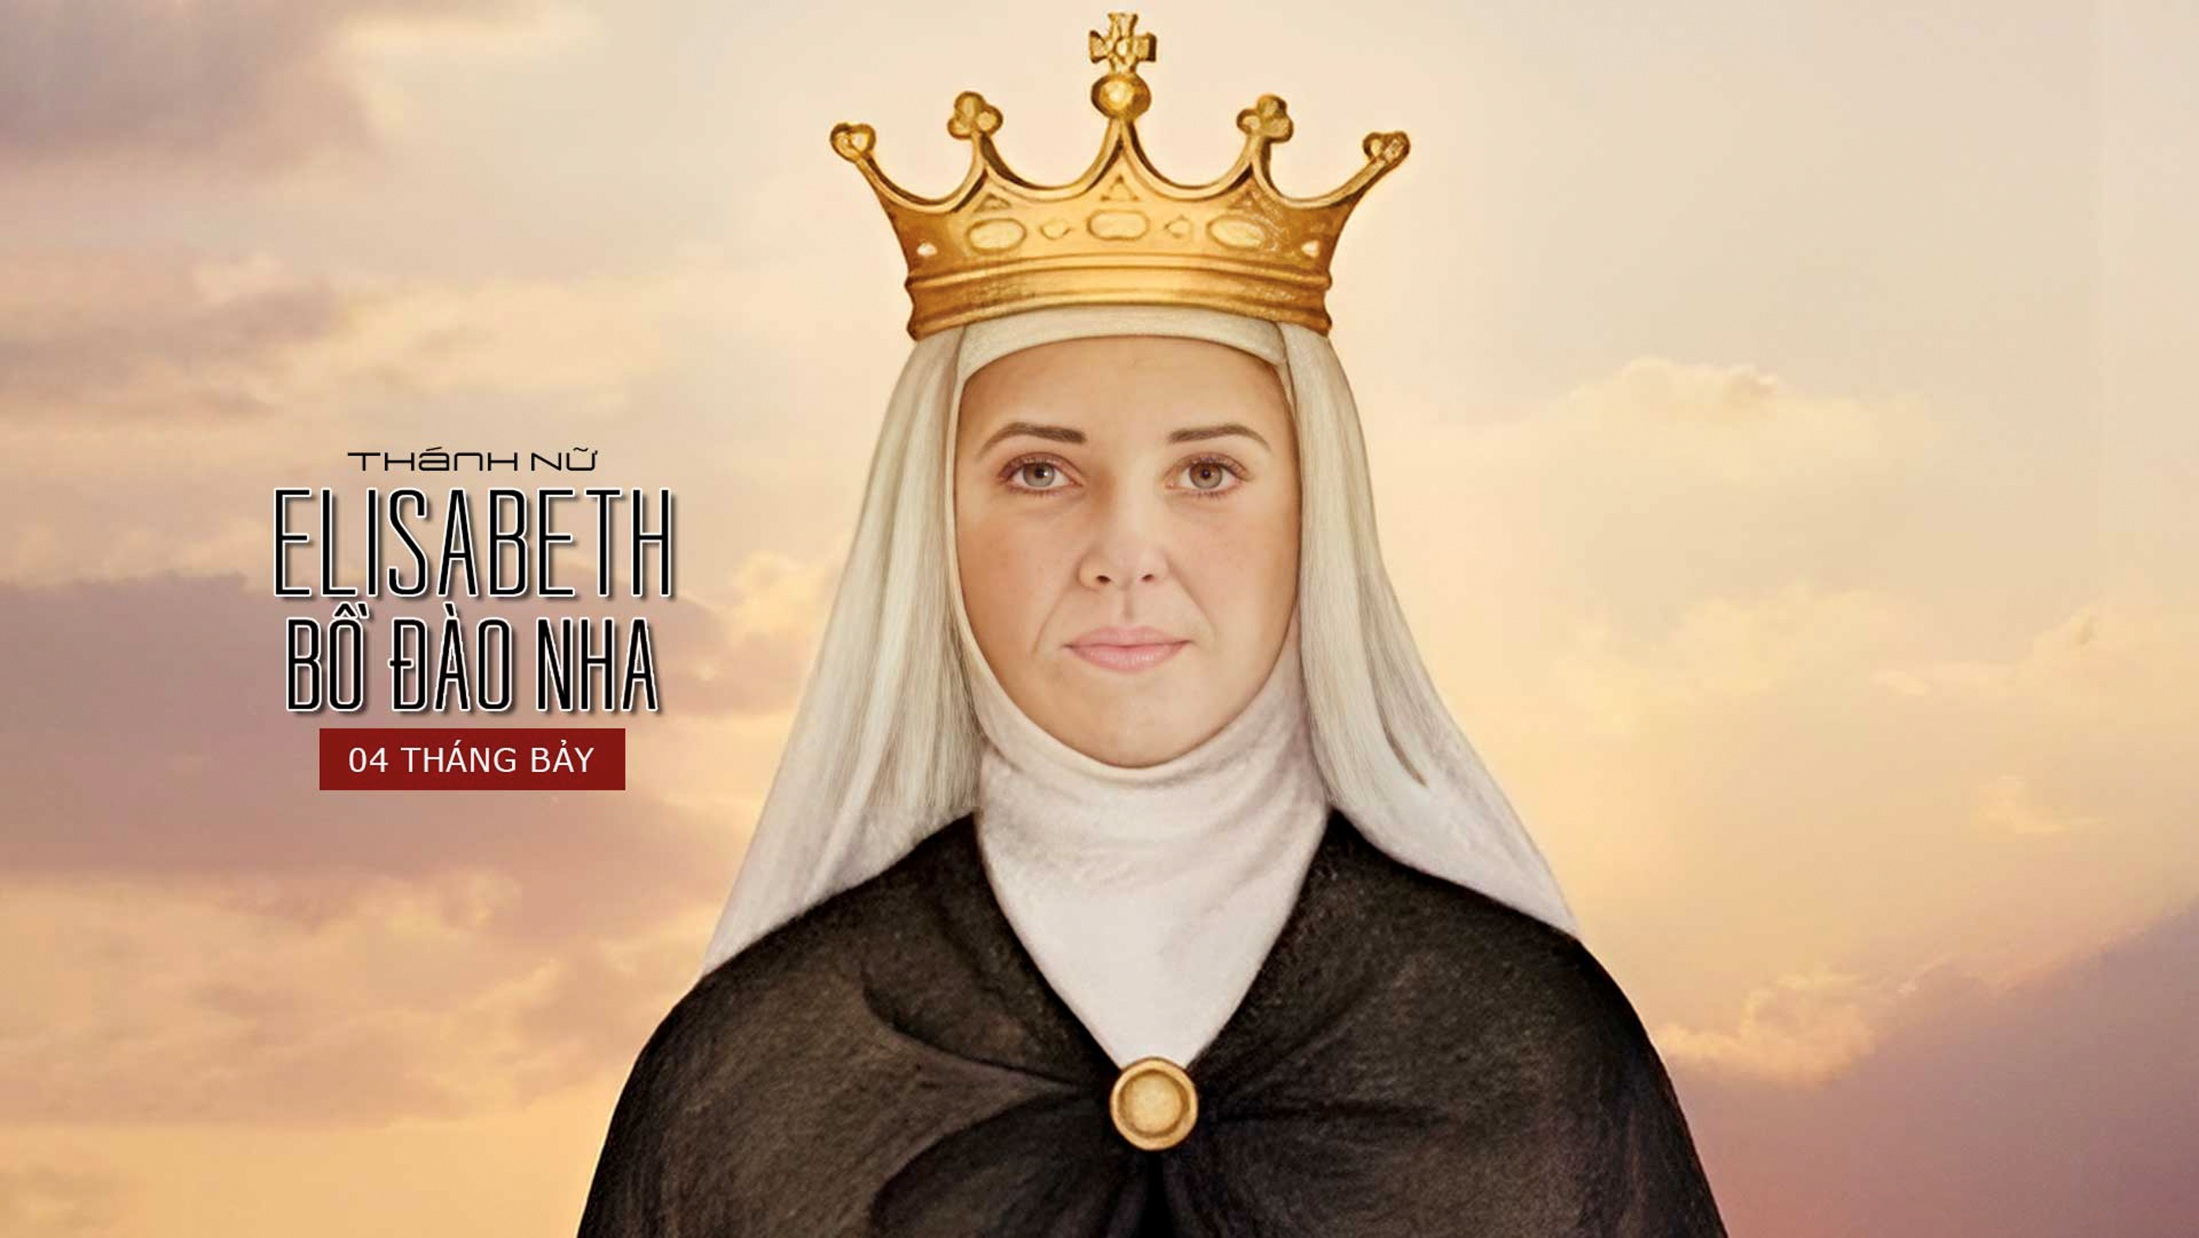 THÁNH NỮ
ELISABETH
BỒ ĐÀO NHA
04 THÁNG BẢY